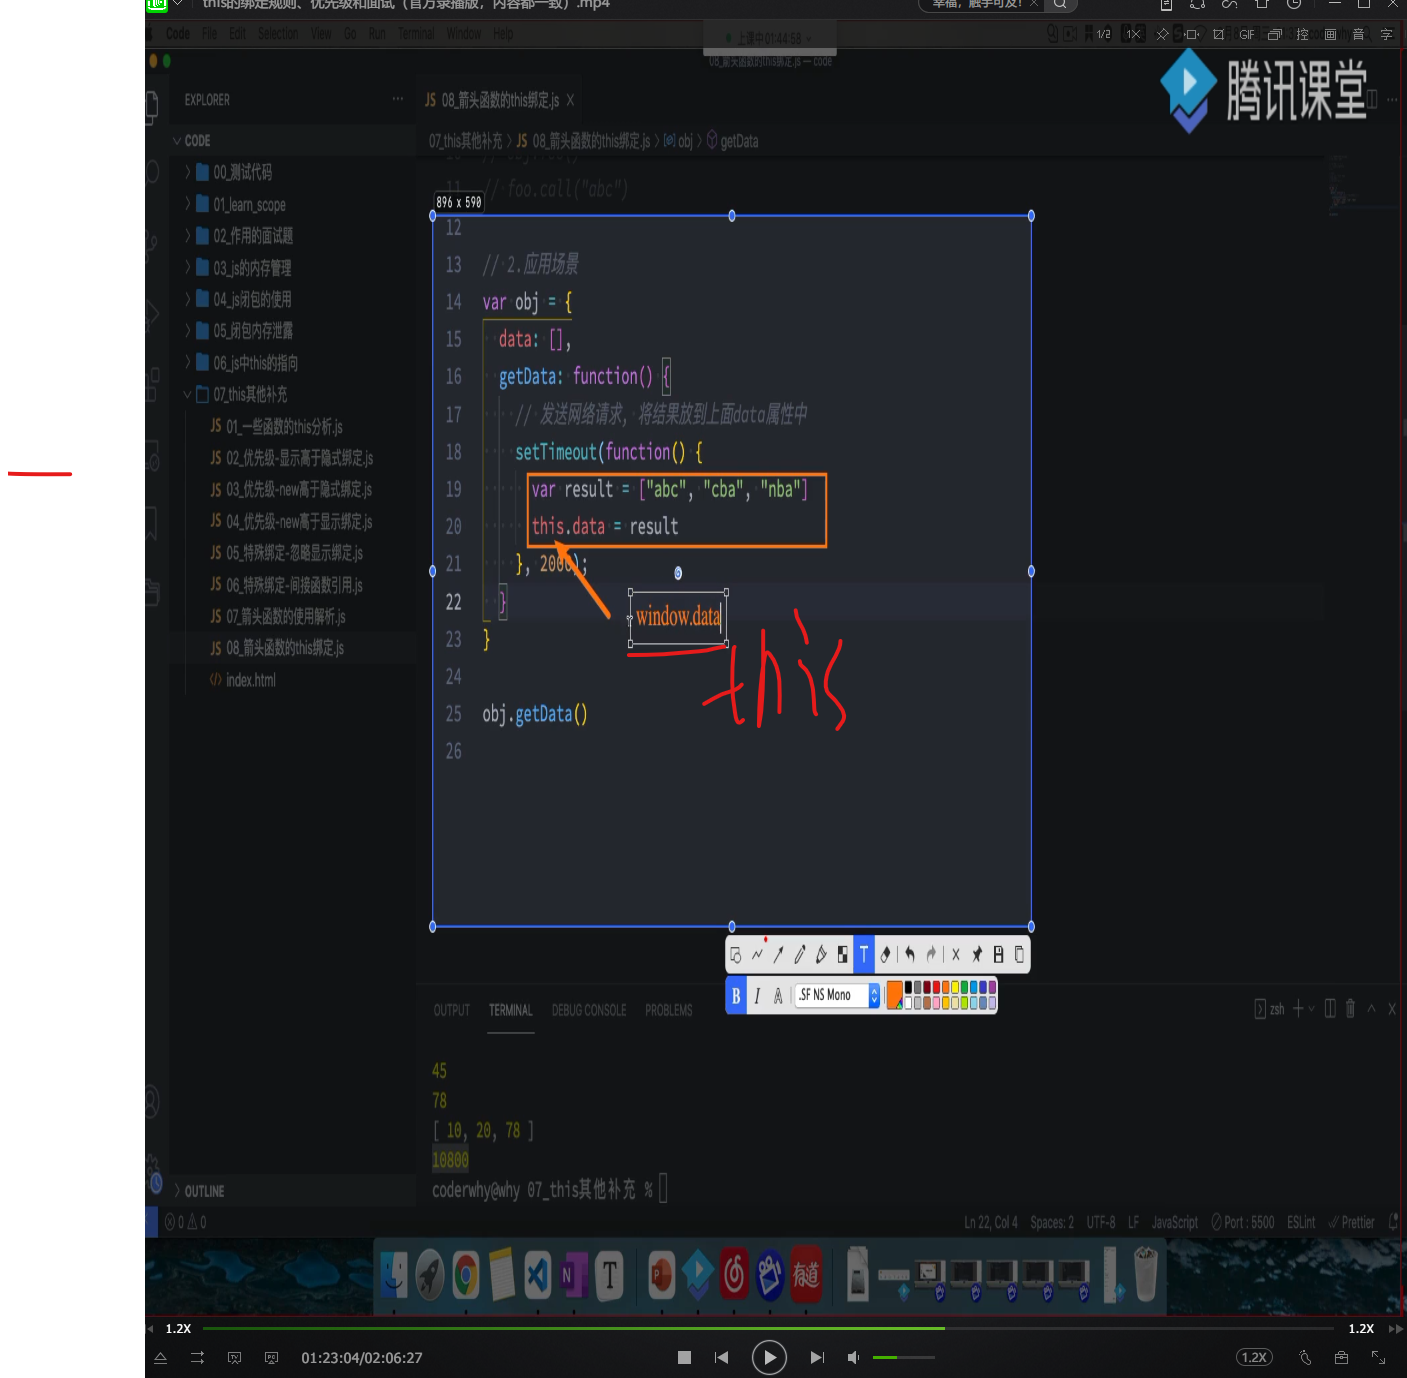 this的绑定规则、优先级和面试（官方录播版，内容都一致）.mp4
幸福，触手可及！
Code File Edit Selection View Go Run Terminal Window Help
上课中 01:44:58
1/2 1X GIF 控 画 音 字
08_箭头函数的this绑定.js — code
腾讯课堂
EXPLORER
JS 08_箭头函数的this绑定.js
CODE
07_this其他补充 > JS 08_箭头函数的this绑定.js > obj > getData
00_测试代码
01_learn_scope
02_作用的面试题
03_js的内存管理
04_js闭包的使用
05_闭包内存泄露
06_js中this的指向
07_this其他补充
JS 01_一些函数的this分析.js
JS 02_优先级-显示高于隐式绑定.js
JS 03_优先级-new高于隐式绑定.js
JS 04_优先级-new高于显示绑定.js
JS 05_特殊绑定-忽略显示绑定.js
JS 06_特殊绑定-间接函数引用.js
JS 07_箭头函数的使用解析.js
JS 08_箭头函数的this绑定.js
index.html
OUTLINE
11 // foo.call("abc")
896 x 590
12
13 // 2.应用场景
14 var obj = {
15 data: [],
16 getData: function() {
17 // 发送网络请求, 将结果放到上面data属性中
18 setTimeout(function() {
19 var result = ["abc", "cba", "nba"]
20 this.data = result
21 }, 2000);
22 }
23 }
24
25 obj.getData()
26
window.data
this
T
B I A .SF NS Mono
OUTPUT TERMINAL DEBUG CONSOLE PROBLEMS
zsh
45
78
[ 10, 20, 78 ]
10800
coderwhy@why 07_this其他补充 %
0 0
Ln 22, Col 4 Spaces: 2 UTF-8 LF JavaScript Port : 5500 ESLint Prettier
N T P 有道
1.2X 1.2X
01:23:04/02:06:27
1.2X